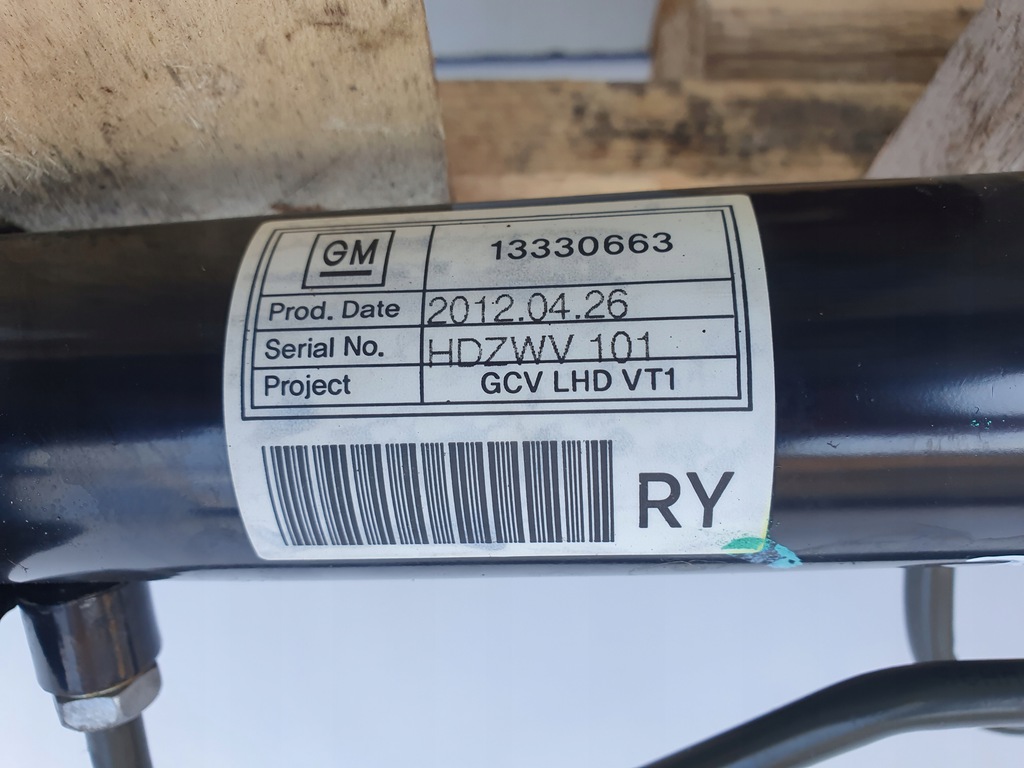 GM 13330663
Prod. Date 2012.04.26
Serial No. HDZWV 101
Project GCV LHD VT1
RY